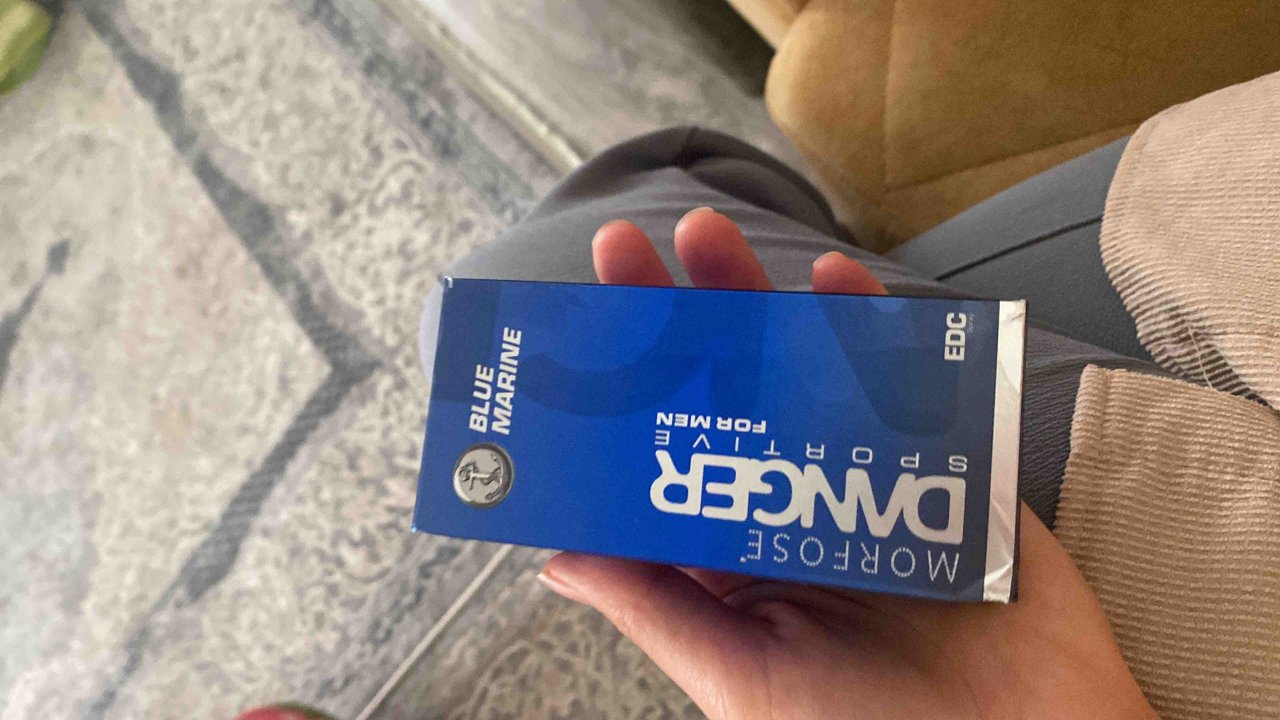 MORFOSE
DANGER
SPORTIVE
FOR MEN
BLUE
MARINE
EDC